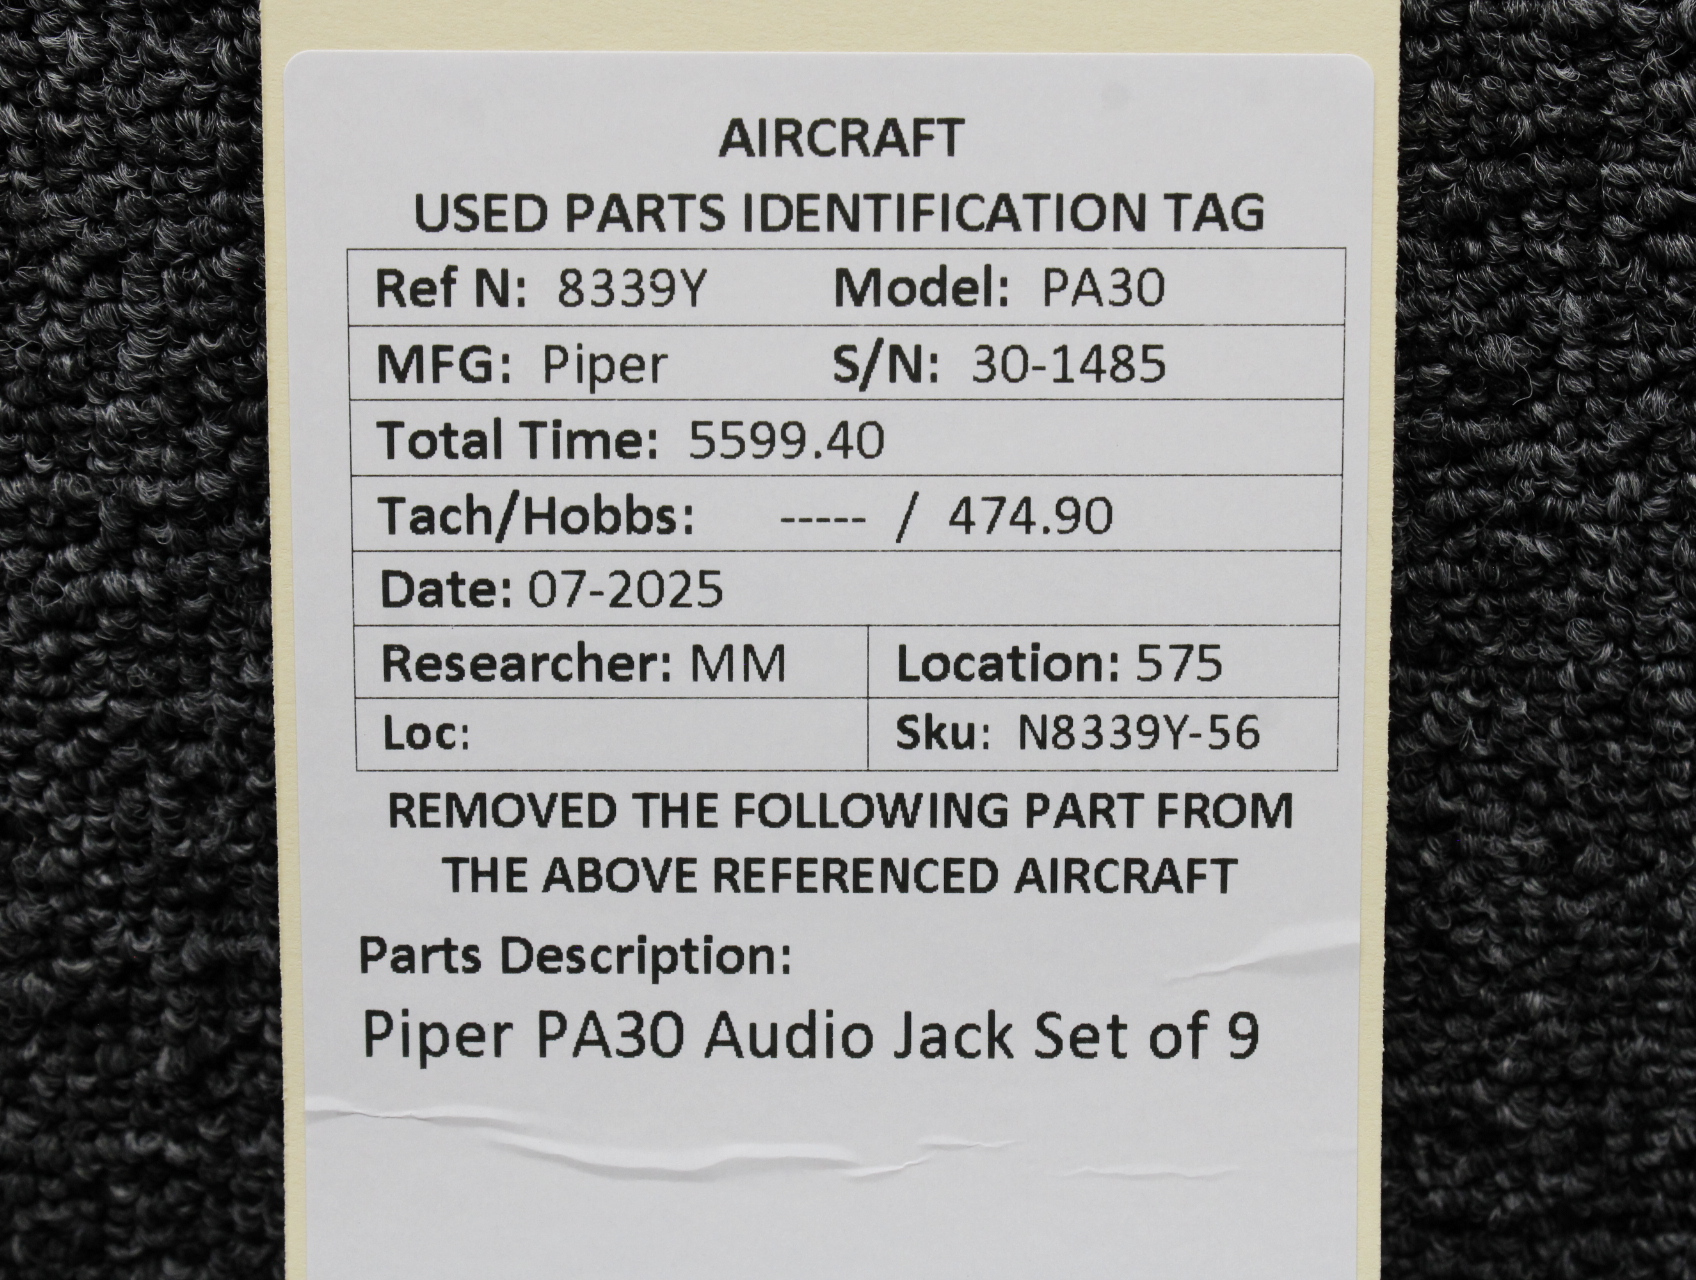 AIRCRAFT
USED PARTS IDENTIFICATION TAG
Ref N: 8339Y Model: PA30
MFG: Piper S/N: 30-1485
Total Time: 5599.40
Tach/Hobbs: ----- / 474.90
Date: 07-2025
Researcher: MM Location: 575
Loc: Sku: N8339Y-56
REMOVED THE FOLLOWING PART FROM
THE ABOVE REFERENCED AIRCRAFT
Parts Description:
Piper PA30 Audio Jack Set of 9